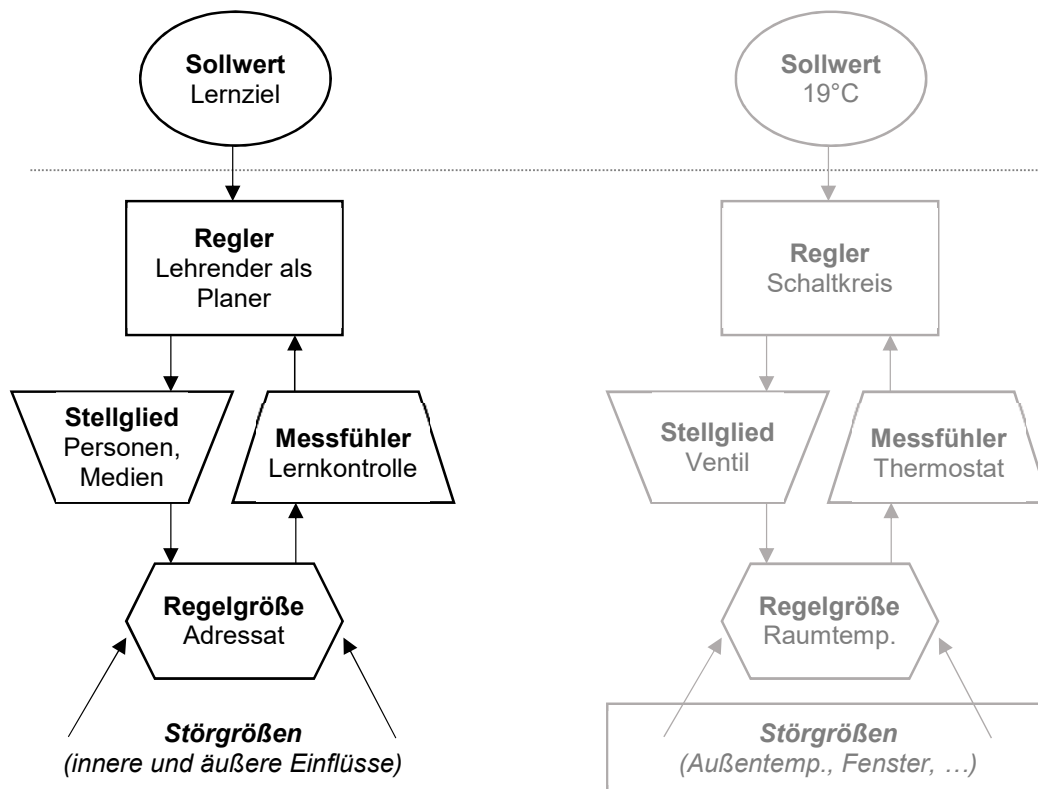 Sollwert
Lernziel
Regler
Lehrender als
Planer
Stellglied
Personen,
Medien
Messfühler
Lernkontrolle
Regelgröße
Adressat
Störgrößen
(innere und äußere Einflüsse)
Sollwert
19°C
Regler
Schaltkreis
Stellglied
Ventil
Messfühler
Thermostat
Regelgröße
Raumtemp.
Störgrößen
(Außentemp., Fenster, …)